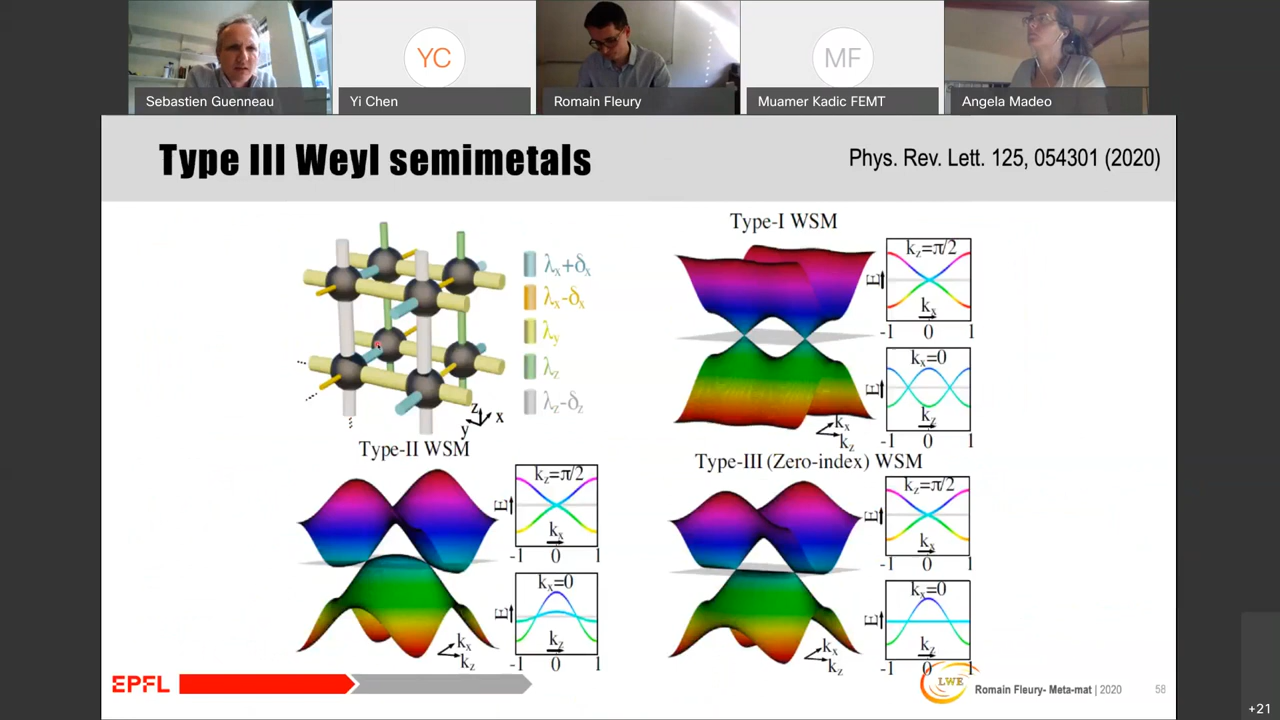 YC
MF
Sebastien Guenneau
Yi Chen
Romain Fleury
Muamer Kadic FEMT
Angela Madeo
Type III Weyl semimetals
Phys. Rev. Lett. 125, 054301 (2020)
λx+δx
λx-δx
λy
λz
λz-δz
z
x
y
Type-I WSM
kx
kz
kz=π/2
E
kx
-1 0 1
kx=0
E
kz
-1 0 1
Type-II WSM
kx
kz
kz=π/2
E
kx
-1 0 1
kx=0
E
kz
-1 0 1
Type-III (Zero-index) WSM
kx
kz
kz=π/2
E
kx
-1 0 1
kx=0
E
kz
-1 0 1
EPFL
LWE
Romain Fleury- Meta-mat | 2020
58
+21